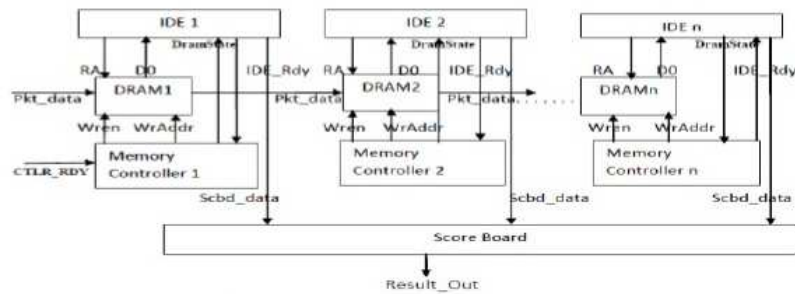 IDE 1 IDE 2 IDE n
DramState DramState DramState
RA D0 IDE_Rdy RA D0 IDE_Rdy RA D0 IDE_Rdy
DRAM1 DRAM2 DRAMn
Pkt_data Pkt_data Pkt_data ......
Wren WrAddr Wren WrAddr Wren WrAddr
Memory Controller 1
Memory Controller 2
Memory Controller n
CTLR_RDY
Scbd_data Scbd_data Scbd_data
Score Board
Result_Out